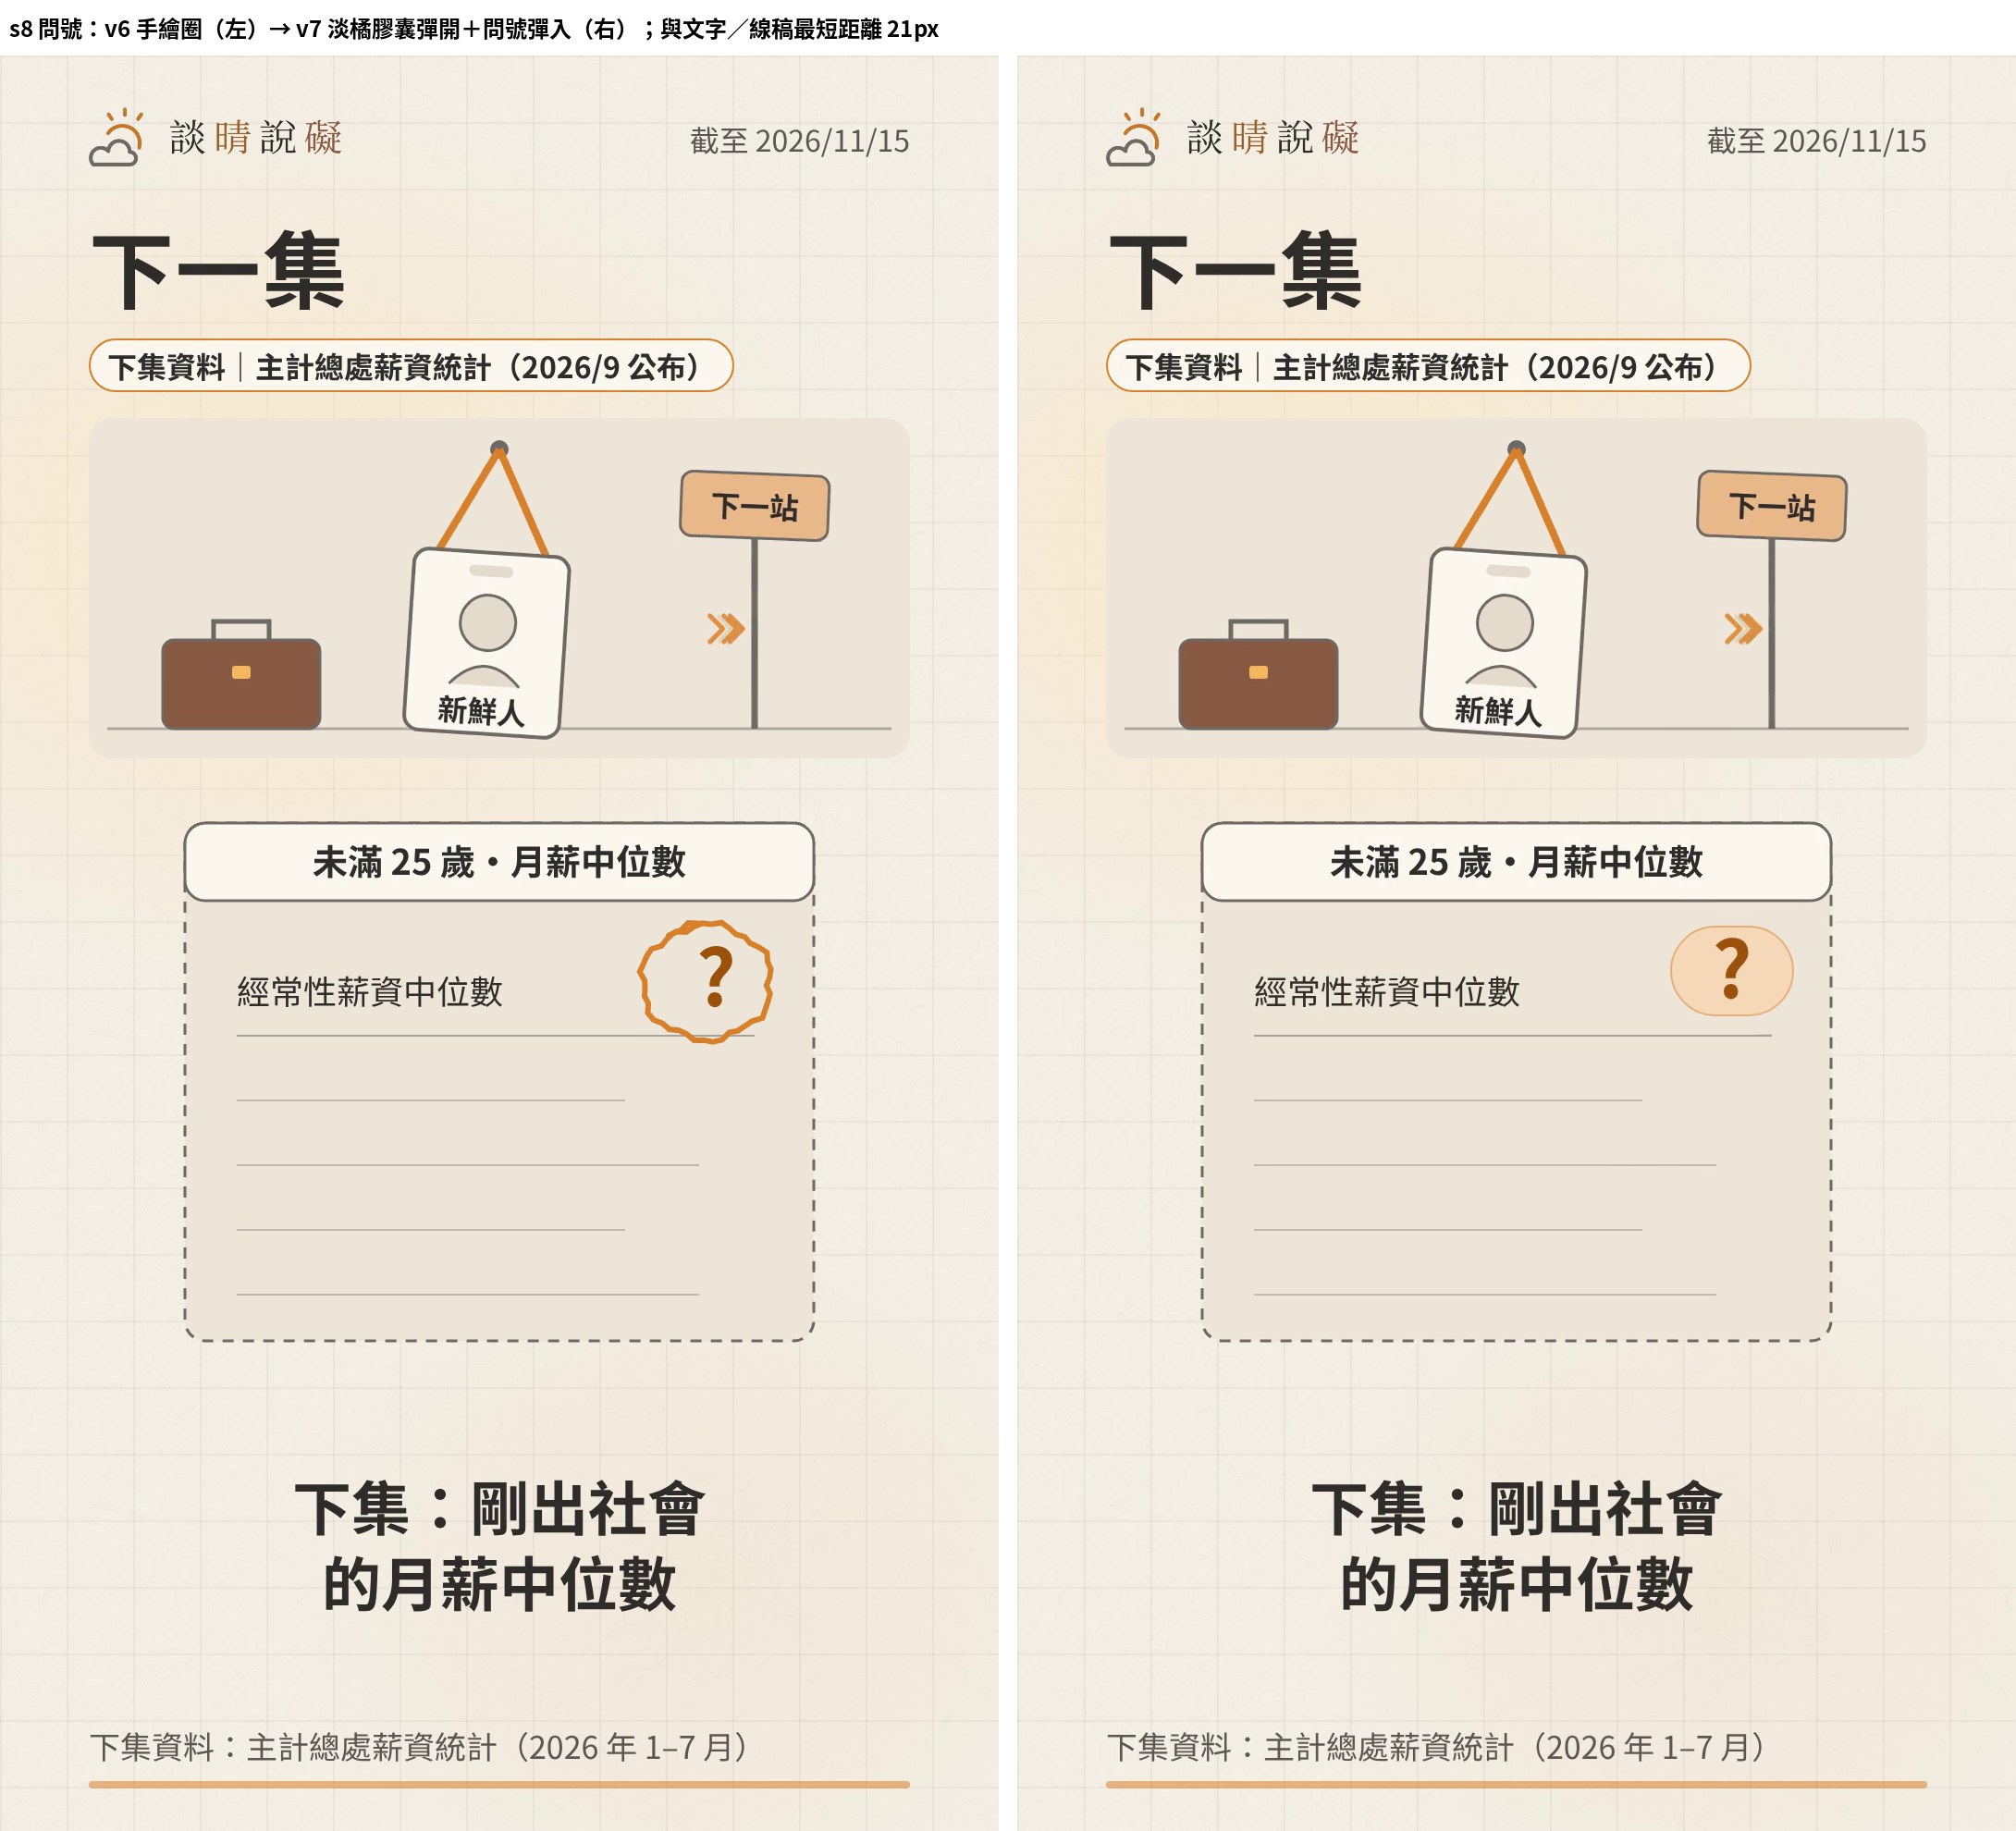 s8 問號：v6 手繪圈（左）→ v7 淡橘膠囊彈開＋問號彈入（右）；與文字／線稿最短距離 21px
談晴說礙
截至 2026/11/15
下一集
下集資料｜主計總處薪資統計（2026/9 公布）
下一站
新鮮人
未滿 25 歲・月薪中位數
?
經常性薪資中位數
下集：剛出社會
的月薪中位數
下集資料：主計總處薪資統計（2026 年 1–7 月）
談晴說礙
截至 2026/11/15
下一集
下集資料｜主計總處薪資統計（2026/9 公布）
下一站
新鮮人
未滿 25 歲・月薪中位數
?
經常性薪資中位數
下集：剛出社會
的月薪中位數
下集資料：主計總處薪資統計（2026 年 1–7 月）